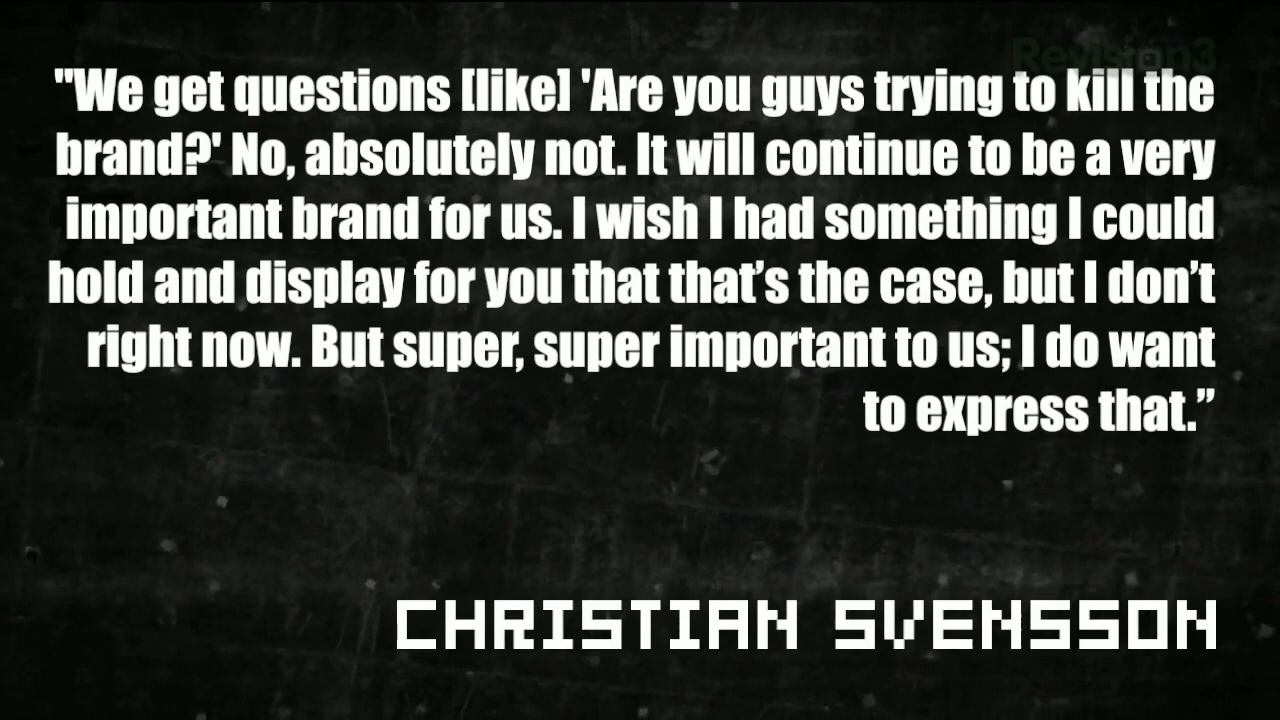 Revision3
"We get questions [like] 'Are you guys trying to kill the
brand?' No, absolutely not. It will continue to be a very
important brand for us. I wish I had something I could
hold and display for you that that’s the case, but I don’t
right now. But super, super important to us; I do want
to express that.”
CHRISTIAN SVENSSON